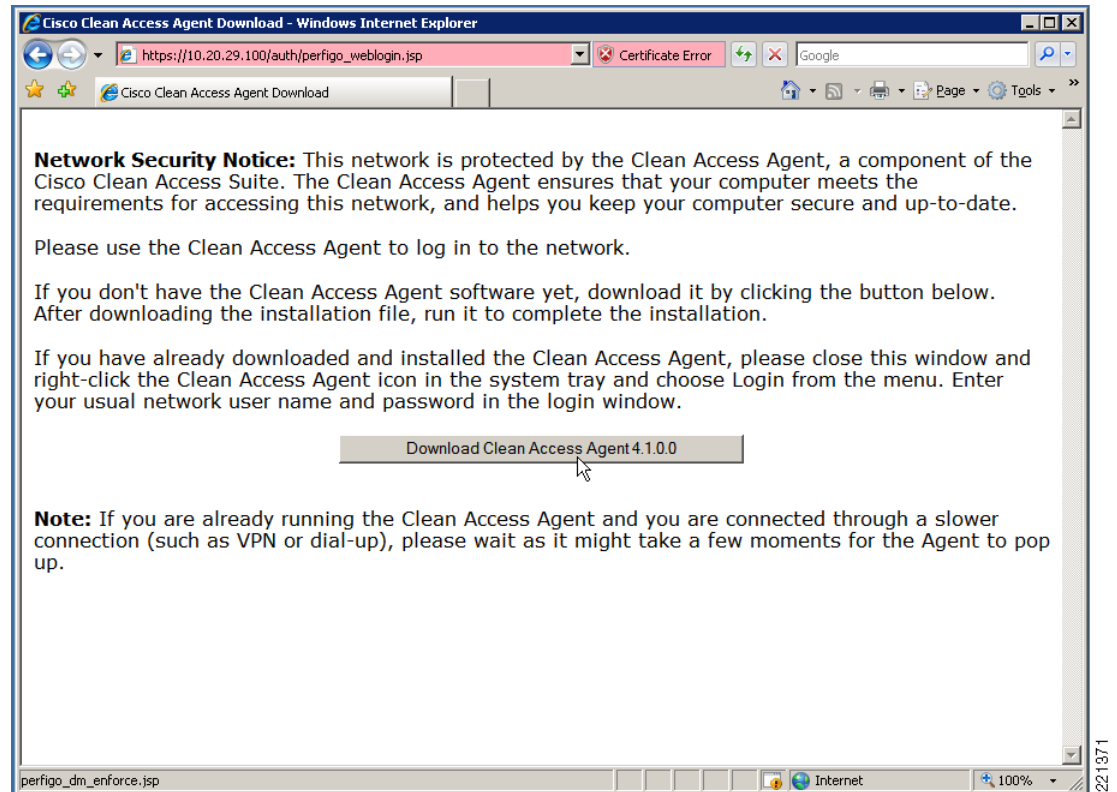 Cisco Clean Access Agent Download - Windows Internet Explorer
https://10.20.29.100/auth/perfigo_weblogin.jsp
Certificate Error
Google
Cisco Clean Access Agent Download
Page
Tools
»
Network Security Notice: This network is protected by the Clean Access Agent, a component of the
Cisco Clean Access Suite. The Clean Access Agent ensures that your computer meets the
requirements for accessing this network, and helps you keep your computer secure and up-to-date.
Please use the Clean Access Agent to log in to the network.
If you don't have the Clean Access Agent software yet, download it by clicking the button below.
After downloading the installation file, run it to complete the installation.
If you have already downloaded and installed the Clean Access Agent, please close this window and
right-click the Clean Access Agent icon in the system tray and choose Login from the menu. Enter
your usual network user name and password in the login window.
Download Clean Access Agent 4.1.0.0
Note: If you are already running the Clean Access Agent and you are connected through a slower
connection (such as VPN or dial-up), please wait as it might take a few moments for the Agent to pop
up.
perfigo_dm_enforce.jsp
Internet
100%
221371